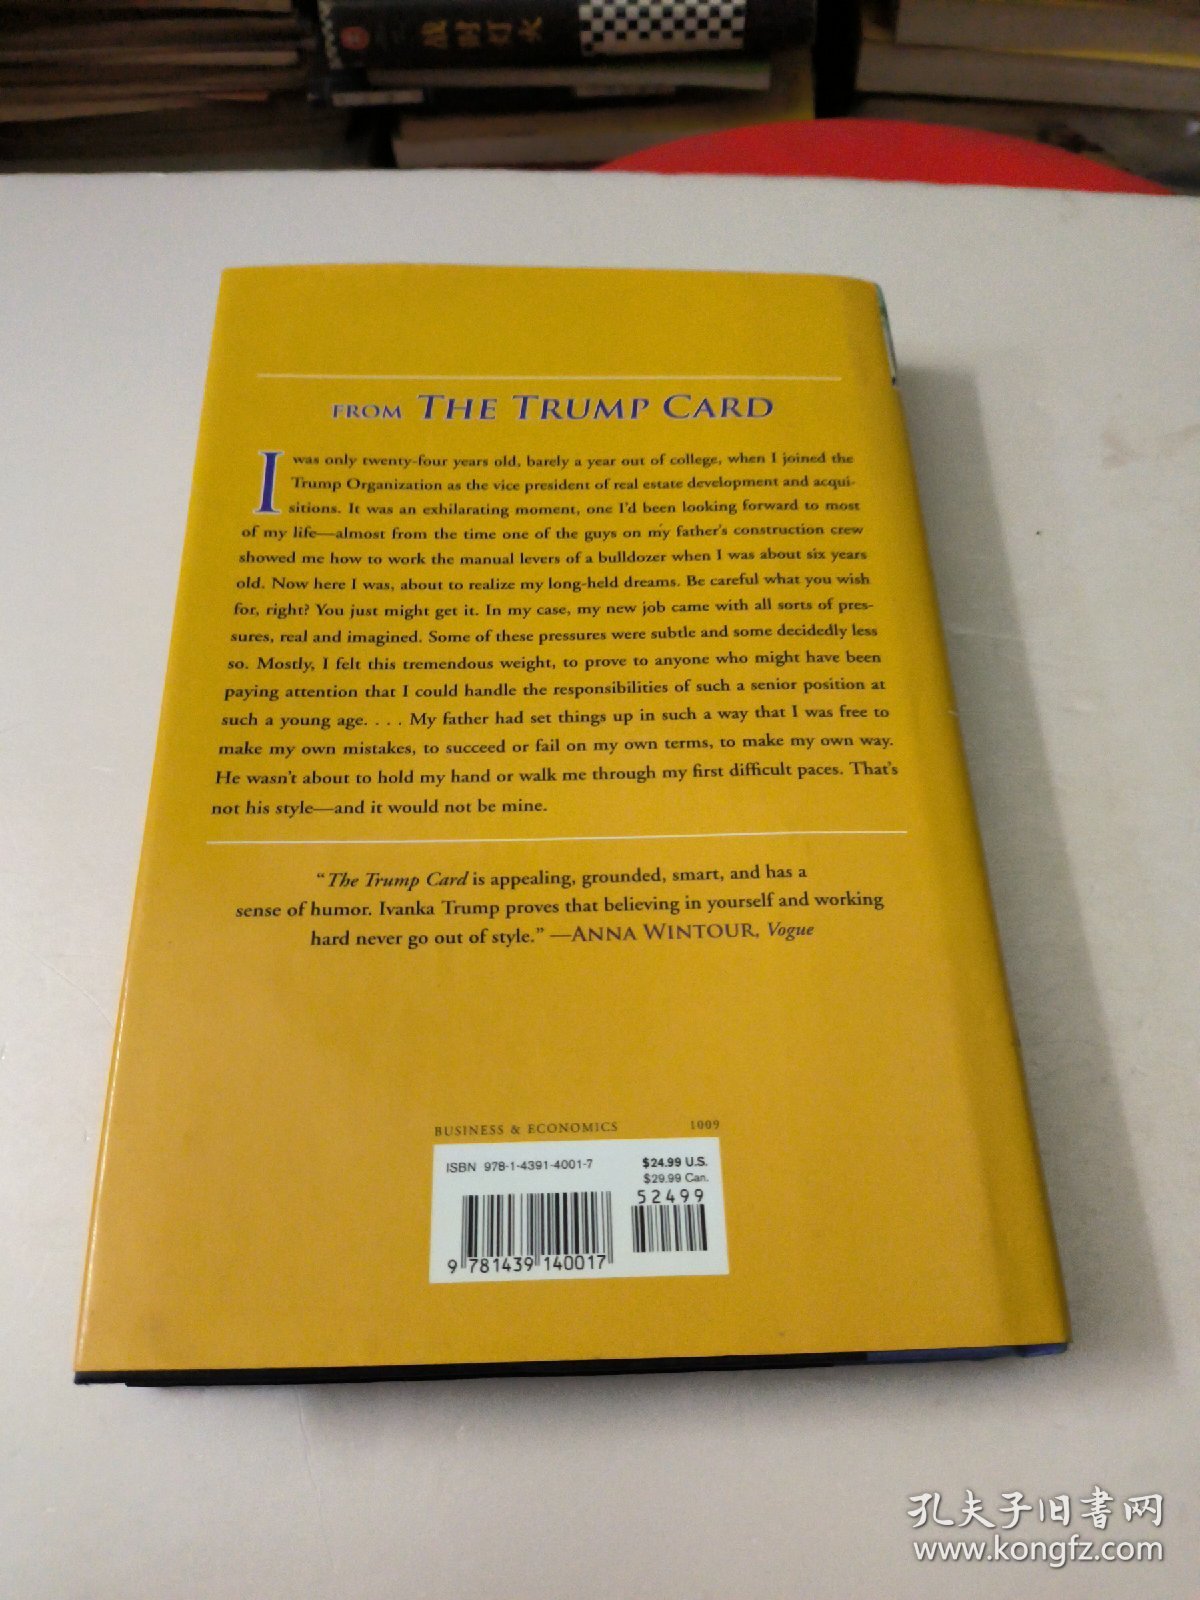 战时灯火
FROM THE TRUMP CARD
I was only twenty-four years old, barely a year out of college, when I joined the
Trump Organization as the vice president of real estate development and acqui-
sitions. It was an exhilarating moment, one I'd been looking forward to most
of my life—almost from the time one of the guys on my father's construction crew
showed me how to work the manual levers of a bulldozer when I was about six years
old. Now here I was, about to realize my long-held dreams. Be careful what you wish
for, right? You just might get it. In my case, my new job came with all sorts of pres-
sures, real and imagined. Some of these pressures were subtle and some decidedly less
so. Mostly, I felt this tremendous weight, to prove to anyone who might have been
paying attention that I could handle the responsibilities of such a senior position at
such a young age. . . . My father had set things up in such a way that I was free to
make my own mistakes, to succeed or fail on my own terms, to make my own way.
He wasn't about to hold my hand or walk me through my first difficult paces. That's
not his style—and it would not be mine.
"The Trump Card is appealing, grounded, smart, and has a
sense of humor. Ivanka Trump proves that believing in yourself and working
hard never go out of style." —ANNA WINTOUR, Vogue
BUSINESS & ECONOMICS 1009
ISBN 978-1-4391-4001-7 $24.99 U.S.
$29.99 Can.
52499
9 781439 140017
孔夫子旧书网
www.kongfz.com